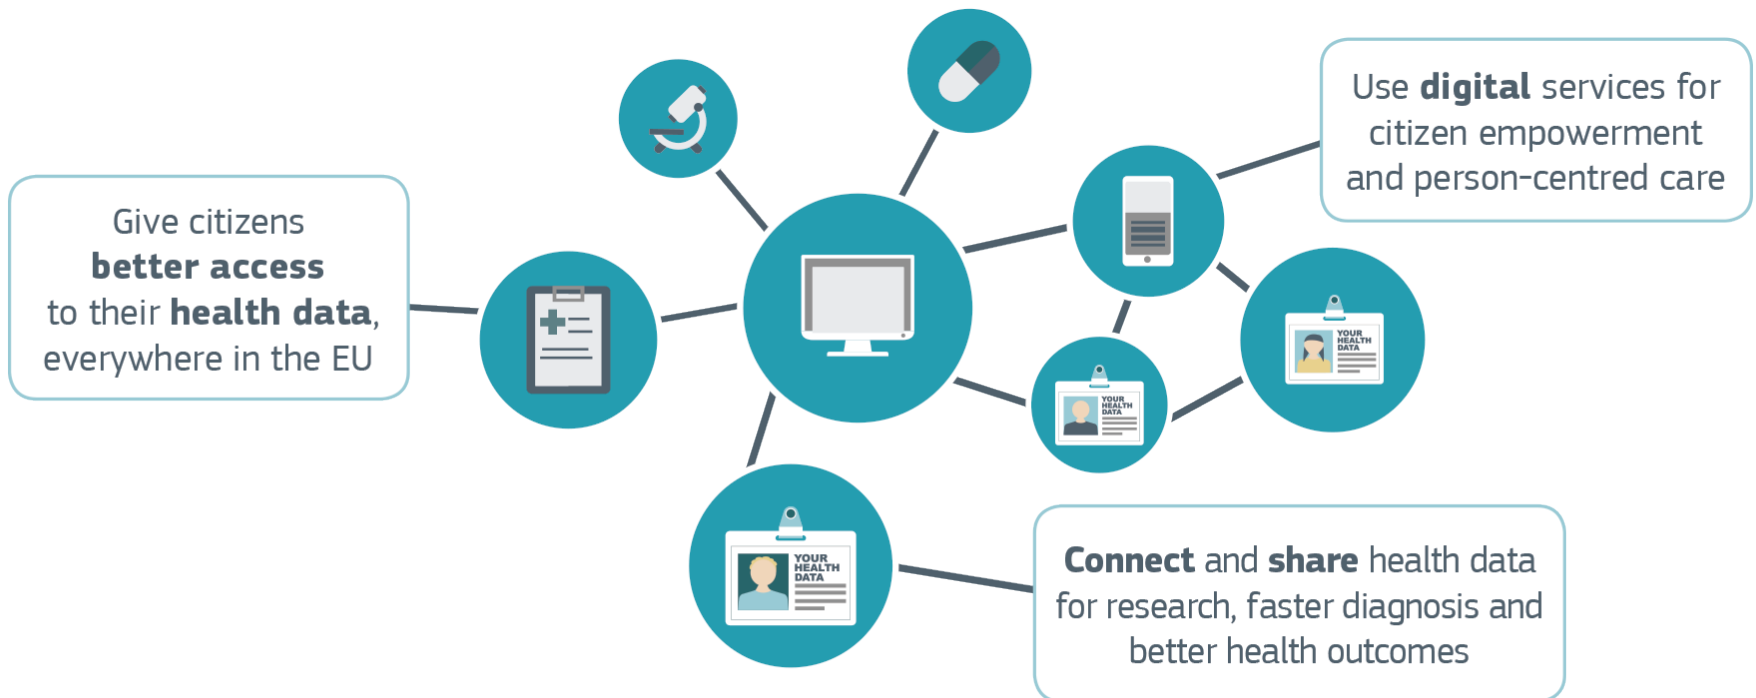 Use digital services for
citizen empowerment
and person-centred care
Give citizens
better access
to their health data,
everywhere in the EU
YOUR
HEALTH
DATA
YOUR
HEALTH
DATA
YOUR
HEALTH
DATA
Connect and share health data
for research, faster diagnosis and
better health outcomes